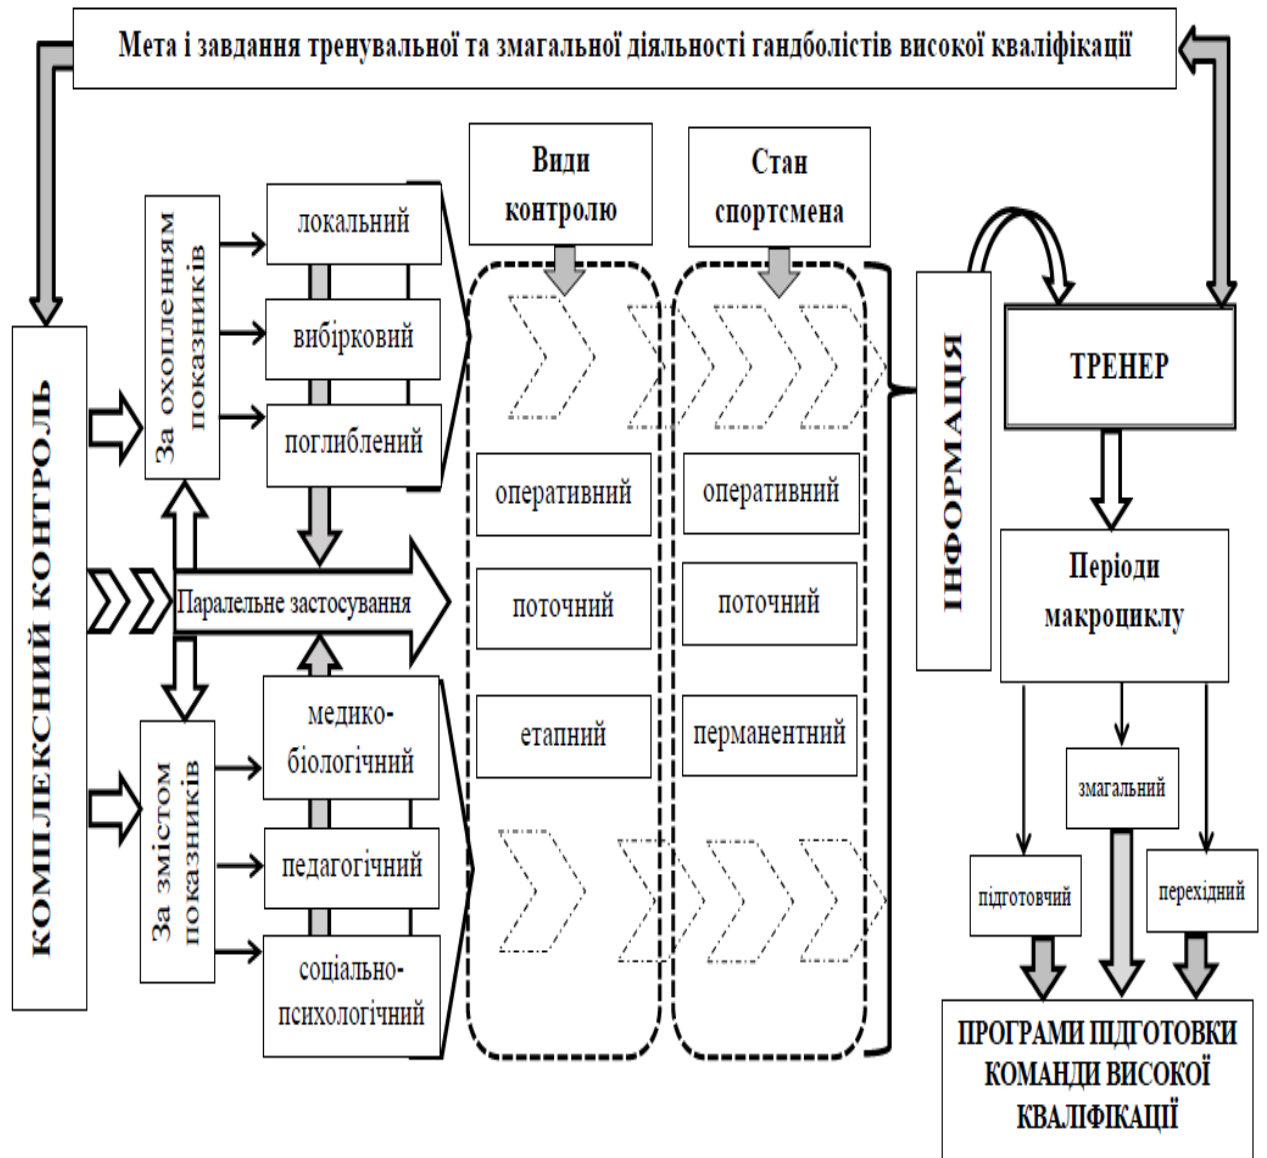 Мета і завдання тренувальної та змагальної діяльності гандболістів високої кваліфікації
КОМПЛЕКСНИЙ КОНТРОЛЬ
За охопленням
показників
локальний
вибірковий
поглиблений
Паралельне застосування
За змістом
показників
медико-
біологічний
педагогічний
соціально-
психологічний
Види
контролю
оперативний
поточний
етапний
Стан
спортсмена
оперативний
поточний
перманентний
ІНФОРМАЦІЯ
ТРЕНЕР
Періоди
макроциклу
змагальний
підготовчий
перехідний
ПРОГРАМИ ПІДГОТОВКИ
КОМАНДИ ВИСОКОЇ
КВАЛІФІКАЦІЇ